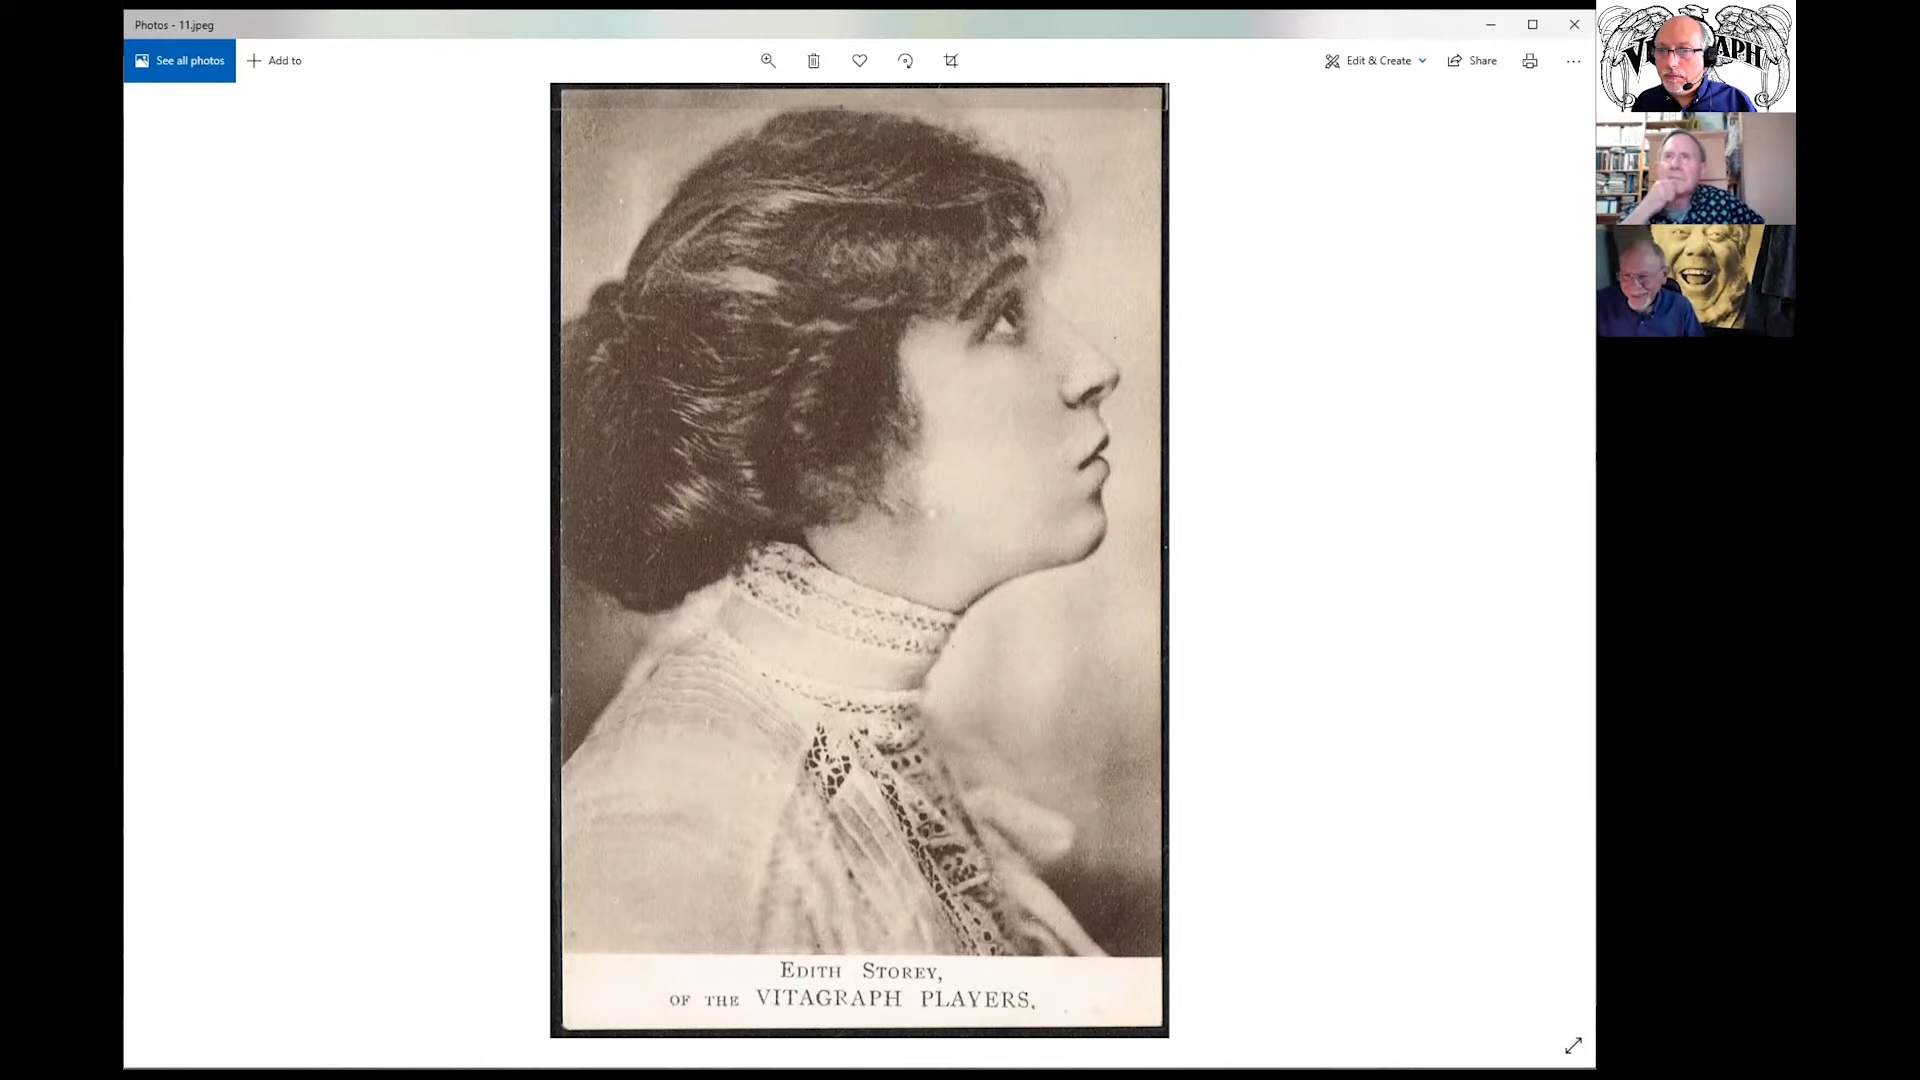 Photos - 11.jpeg
See all photos
Add to
Edit & Create
Share
EDITH STOREY,
OF THE VITAGRAPH PLAYERS.